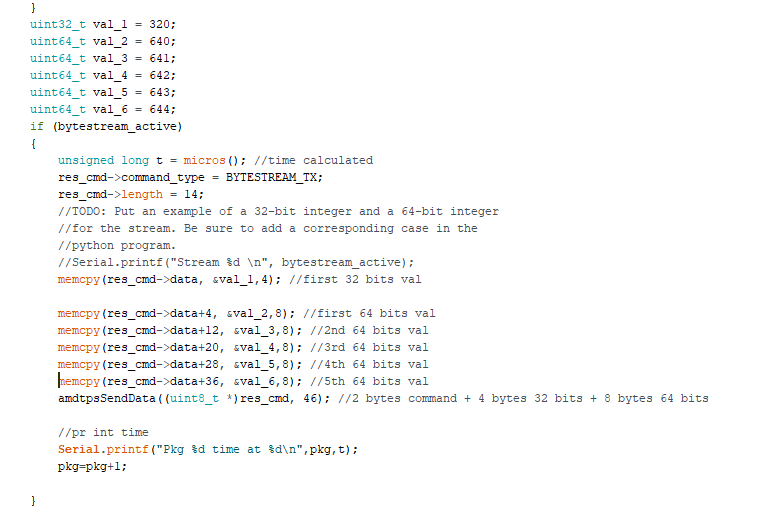 }
uint32_t val_1 = 320;
uint64_t val_2 = 640;
uint64_t val_3 = 641;
uint64_t val_4 = 642;
uint64_t val_5 = 643;
uint64_t val_6 = 644;
if (bytestream_active)
{
unsigned long t = micros(); //time calculated
res_cmd->command_type = BYTESTREAM_TX;
res_cmd->length = 14;
//TODO: Put an example of a 32-bit integer and a 64-bit integer
//for the stream. Be sure to add a corresponding case in the
//python program.
//Serial.printf("Stream %d \n", bytestream_active);
memcpy(res_cmd->data, &val_1,4); //first 32 bits val
memcpy(res_cmd->data+4, &val_2,8); //first 64 bits val
memcpy(res_cmd->data+12, &val_3,8); //2nd 64 bits val
memcpy(res_cmd->data+20, &val_4,8); //3rd 64 bits val
memcpy(res_cmd->data+28, &val_5,8); //4th 64 bits val
memcpy(res_cmd->data+36, &val_6,8); //5th 64 bits val
amdtpsSendData((uint8_t *)res_cmd, 46); //2 bytes command + 4 bytes 32 bits + 8 bytes 64 bits
//pr int time
Serial.printf("Pkg %d time at %d\n",pkg,t);
pkg=pkg+1;
}